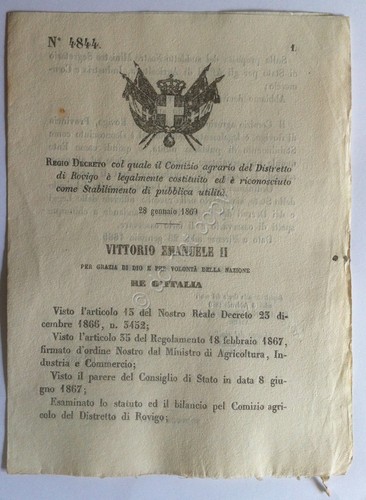 N° 4844.
1.
REGIO DECRETO col quale il Comizio agrario del Distretto
di Rovigo è legalmente costituito ed è riconosciuto
come Stabilimento di pubblica utilità.
28 gennaio 1869
VITTORIO EMANUELE II
PER GRAZIA DI DIO E PER VOLONTÀ DELLA NAZIONE
RE D'ITALIA
Visto l'articolo 15 del Nostro Reale Decreto 23 di-
cembre 1866, n. 3452;
Visto l'articolo 35 del Regolamento 18 febbraio 1867,
firmato d'ordine Nostro dal Ministro di Agricoltura, In-
dustria e Commercio;
Visto il parere del Consiglio di Stato in data 8 giu-
gno 1867;
Esaminato lo statuto ed il bilancio pel Comizio agri-
colo del Distretto di Rovigo;